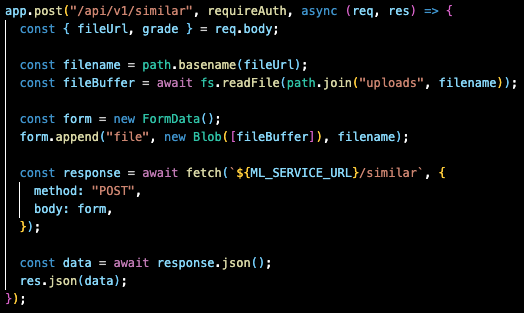 app.post("/api/v1/similar", requireAuth, async (req, res) => {
  const { fileUrl, grade } = req.body;

  const filename = path.basename(fileUrl);
  const fileBuffer = await fs.readFile(path.join("uploads", filename));

  const form = new FormData();
  form.append("file", new Blob([fileBuffer]), filename);

  const response = await fetch(`${ML_SERVICE_URL}/similar`, {
    method: "POST",
    body: form,
  });

  const data = await response.json();
  res.json(data);
});